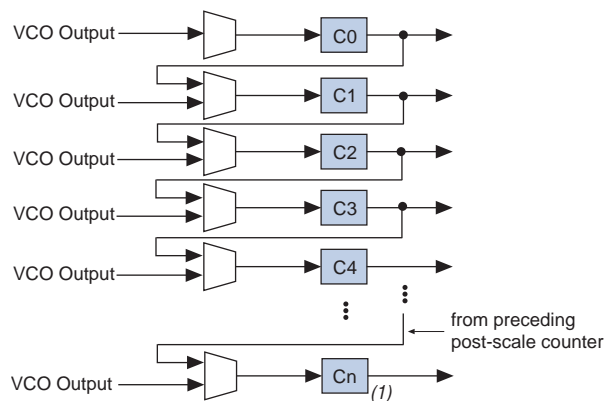 VCO Output
C0
VCO Output
C1
VCO Output
C2
VCO Output
C3
VCO Output
C4
from preceding
post-scale counter
VCO Output
Cn
(1)